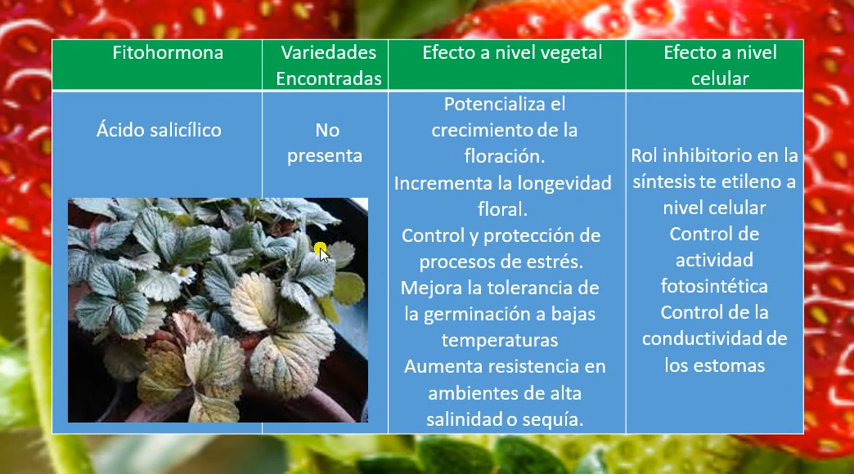 Fitohormona
Variedades
Encontradas
Efecto a nivel vegetal
Efecto a nivel
celular
Ácido salicílico
No
presenta
Potencializa el
crecimiento de la
floración.
Incrementa la longevidad
floral.
Control y protección de
procesos de estrés.
Mejora la tolerancia de
la germinación a bajas
temperaturas
Aumenta resistencia en
ambientes de alta
salinidad o sequía.
Rol inhibitorio en la
síntesis te etileno a
nivel celular
Control de
actividad
fotosintética
Control de la
conductividad de
los estomas